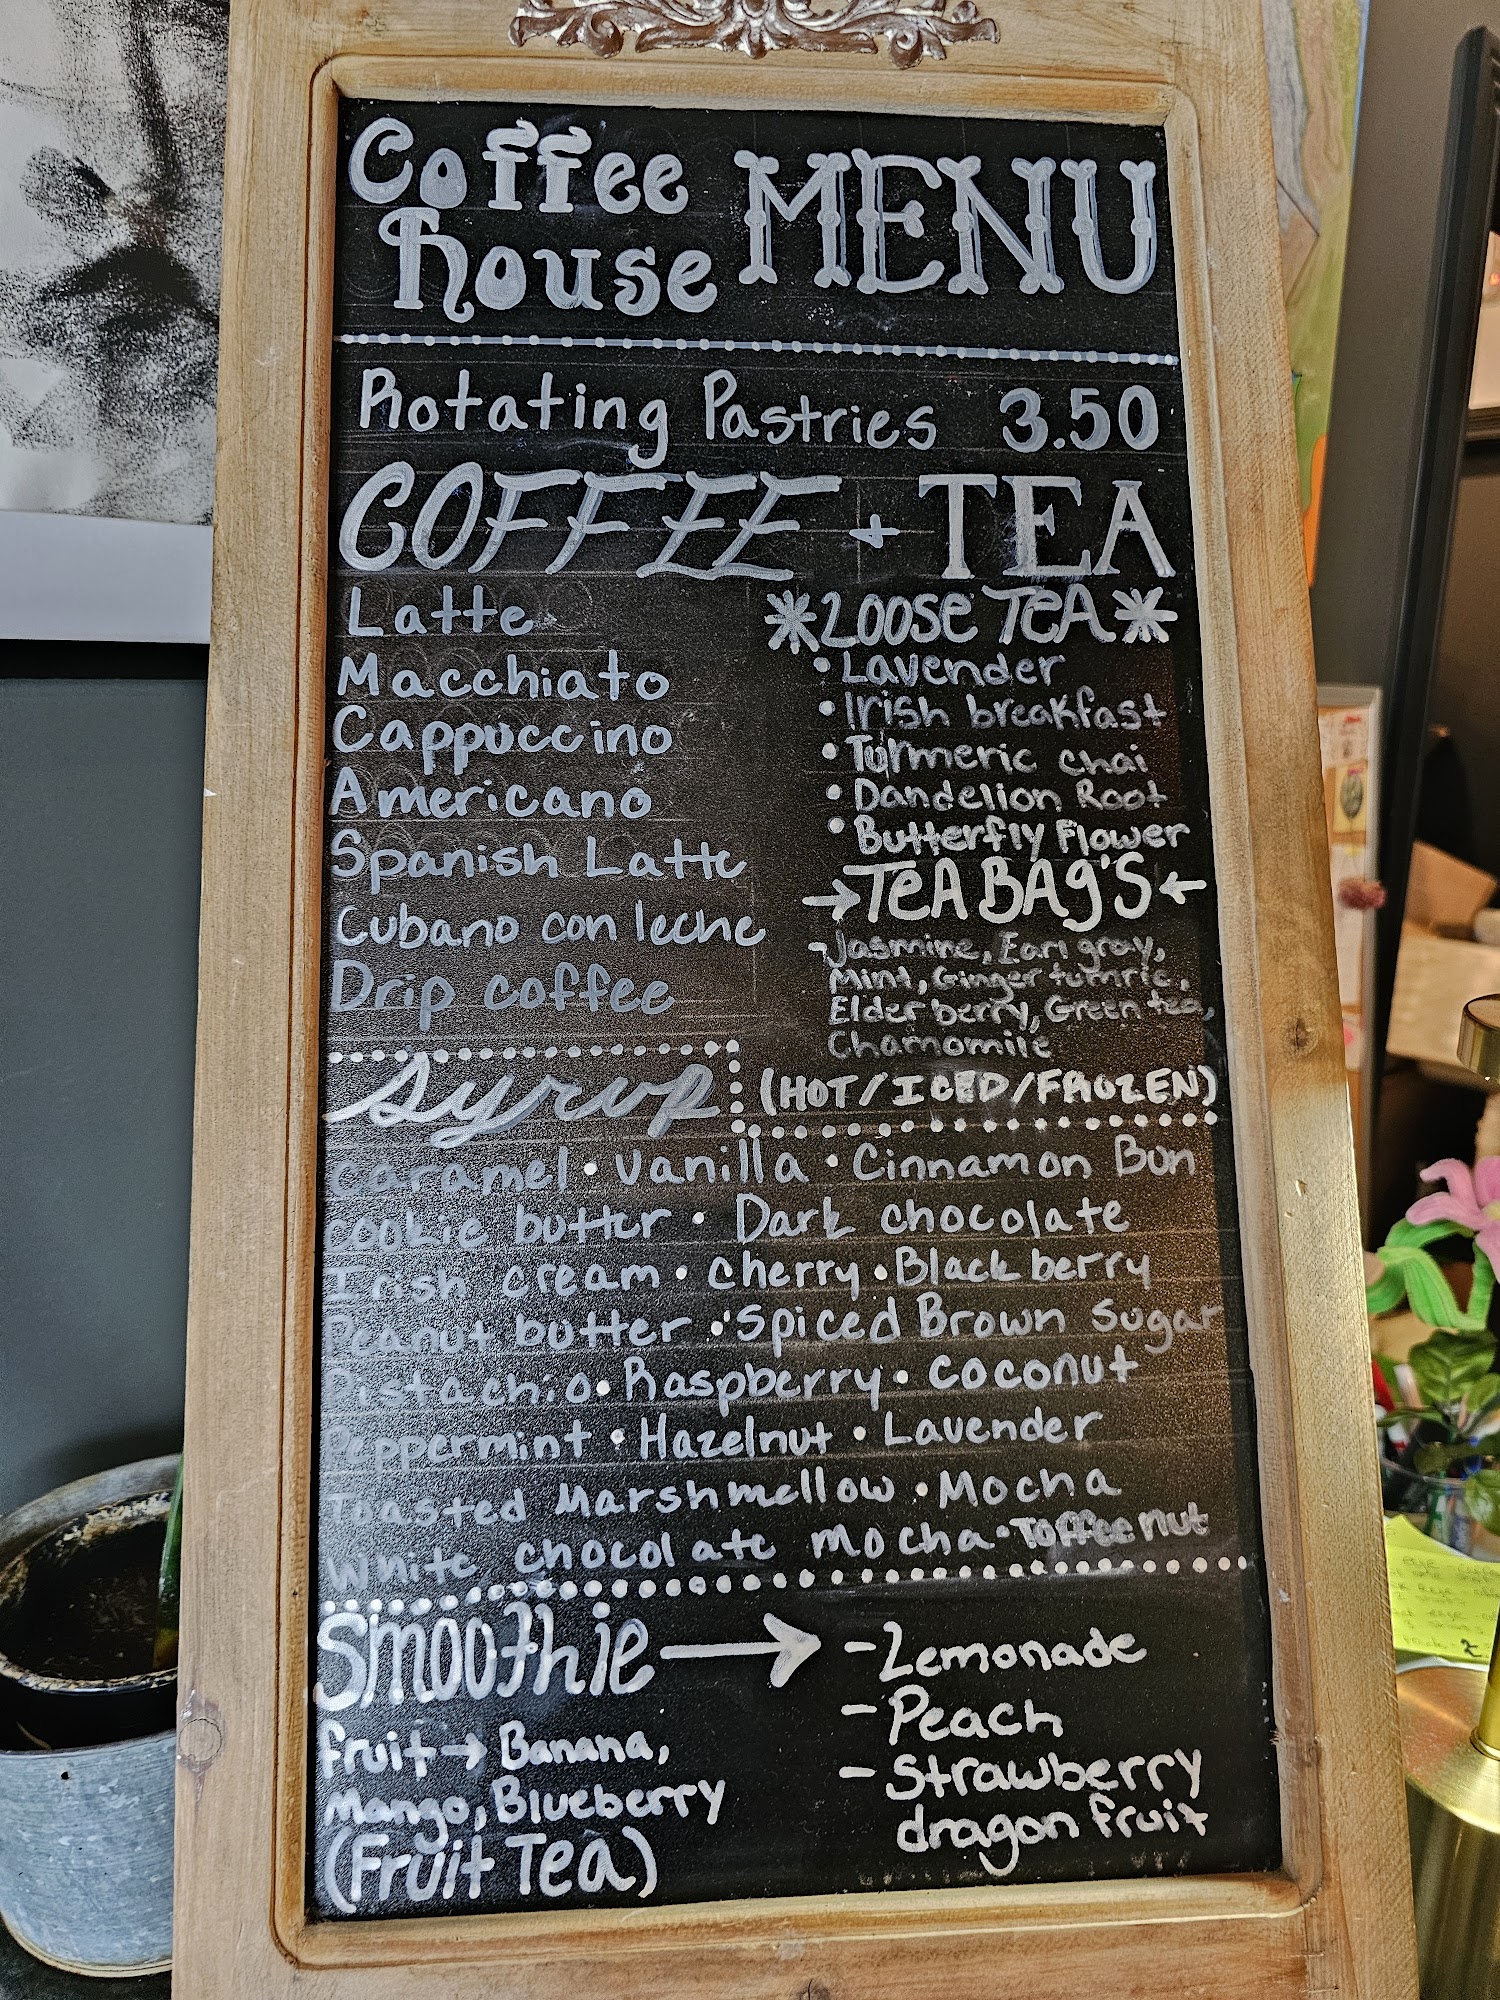 Coffee house MENU
Rotating Pastries 3.50
COFFEE + TEA
Latte
Macchiato
Cappuccino
Americano
Spanish Latte
Cubano con leche
Drip coffee
*Loose TeA*
• Lavender
• Irish breakfast
• Turmeric chai
• Dandelion Root
• Butterfly Flower
→TeA BAg'S←
-Jasmine, Earl gray,
Mint, Ginger tumric,
Elderberry, Green tea,
Chamomile
(HOT/ICED/FROZEN)
Syrup
Caramel • Vanilla • Cinnamon Bun
cookie butter • Dark chocolate
Irish cream • cherry • Blackberry
Peanut butter • Spiced Brown Sugar
Pistachio • Raspberry • coconut
Peppermint • Hazelnut • Lavender
Toasted Marshmellow • Mocha
White chocolate mocha • Toffee nut
Smoothie →
fruit → Banana,
Mango, Blueberry
(Fruit Tea)
- Lemonade
- Peach
- Strawberry
dragon fruit
2